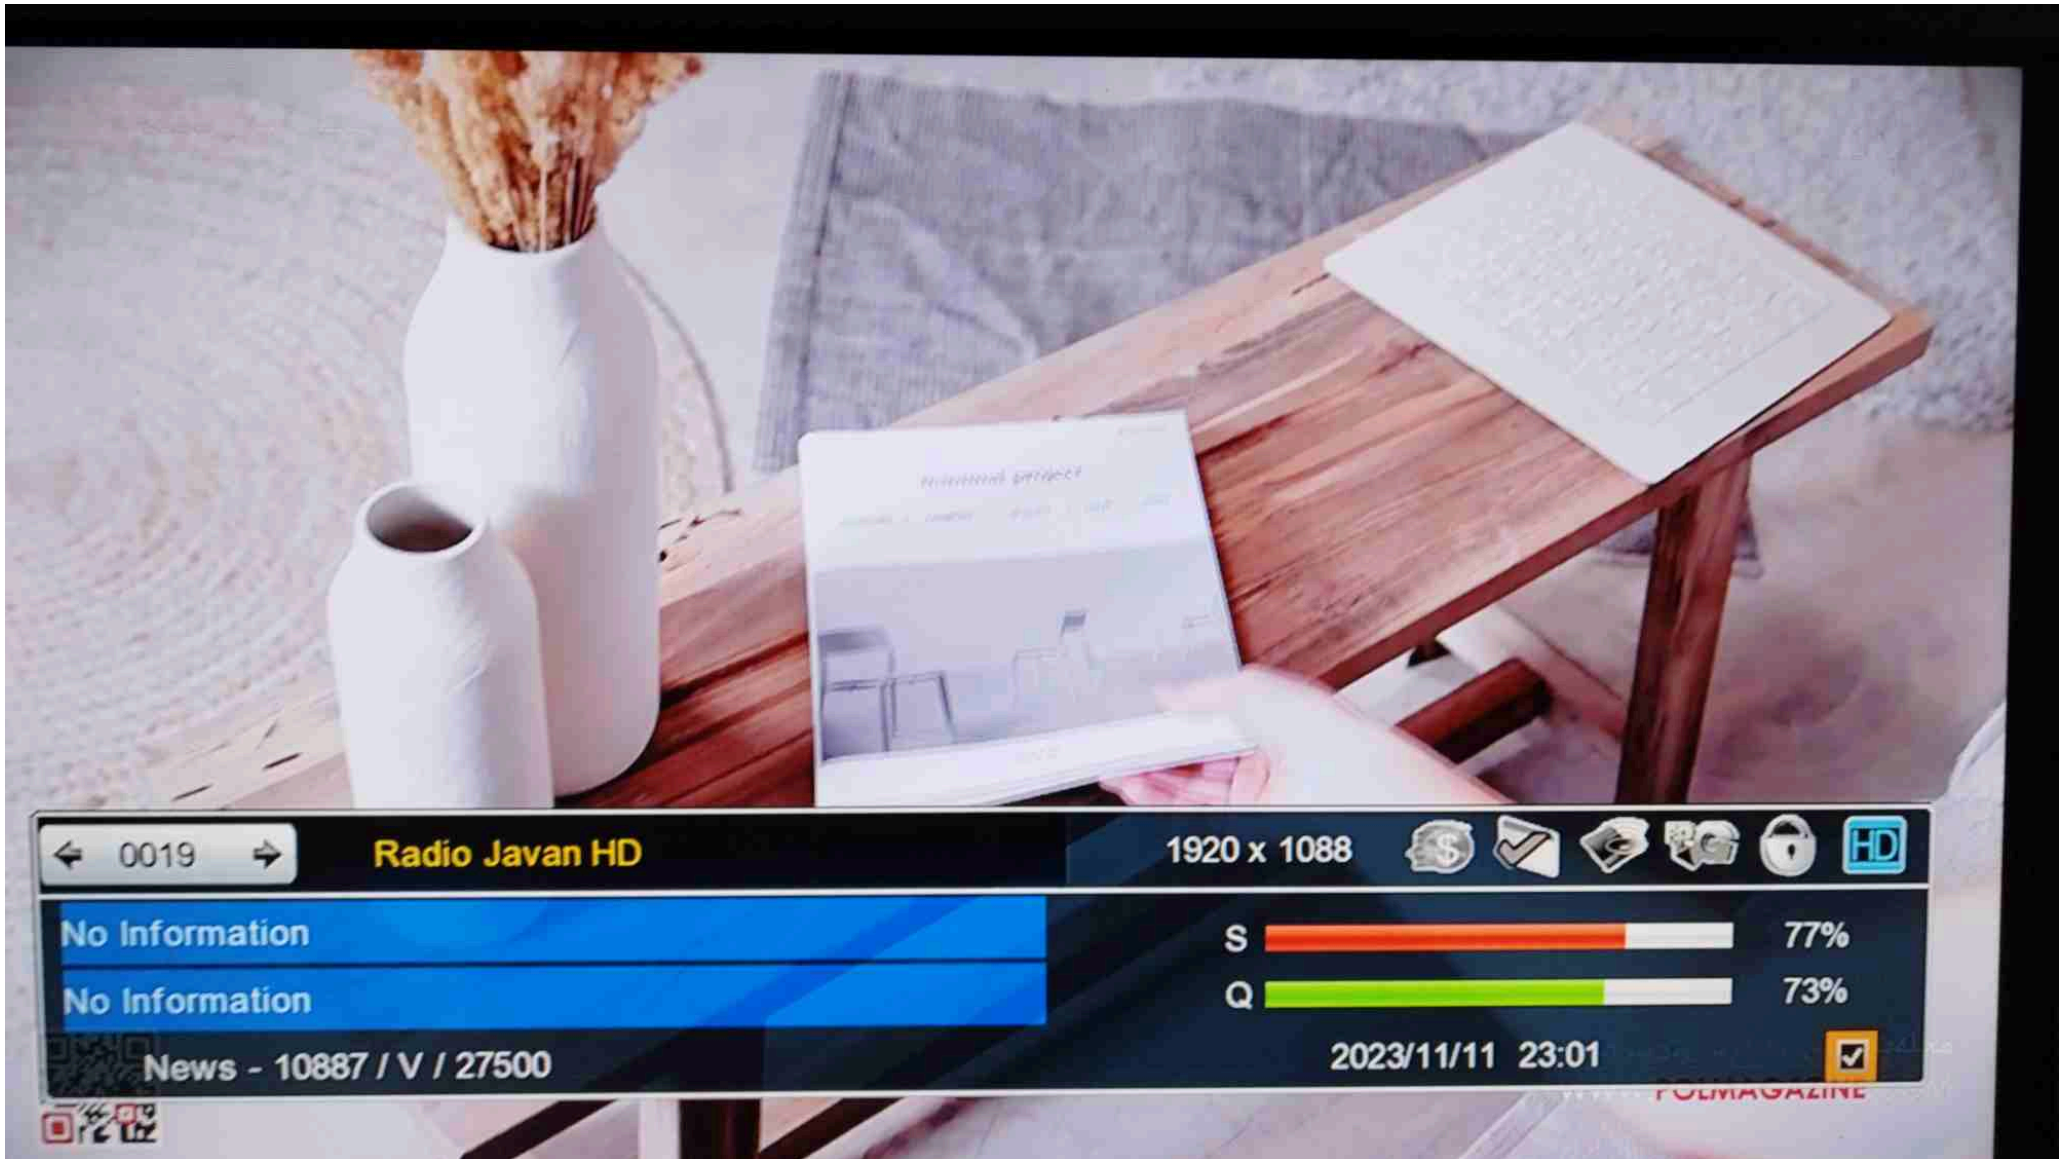 0019
Radio Javan HD
1920 x 1088
HD
No Information
S
77%
No Information
Q
73%
News - 10887 / V / 27500
2023/11/11 23:01
POLMAGAZINE